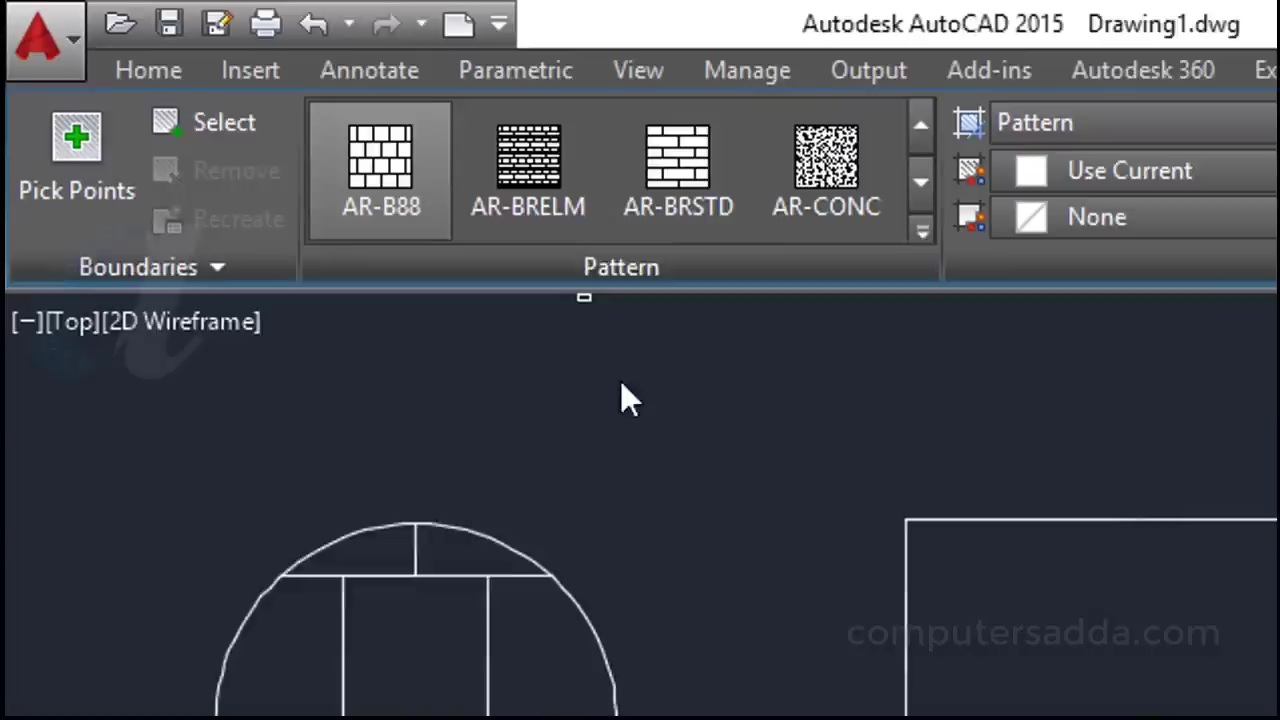 Autodesk AutoCAD 2015 Drawing1.dwg
Home Insert Annotate Parametric View Manage Output Add-ins Autodesk 360 Ex
Pick Points
Select
Remove
Recreate
Boundaries
AR-B88 AR-BRELM AR-BRSTD AR-CONC
Pattern
Pattern
Use Current
None
[−][Top][2D Wireframe]
computersadda.com